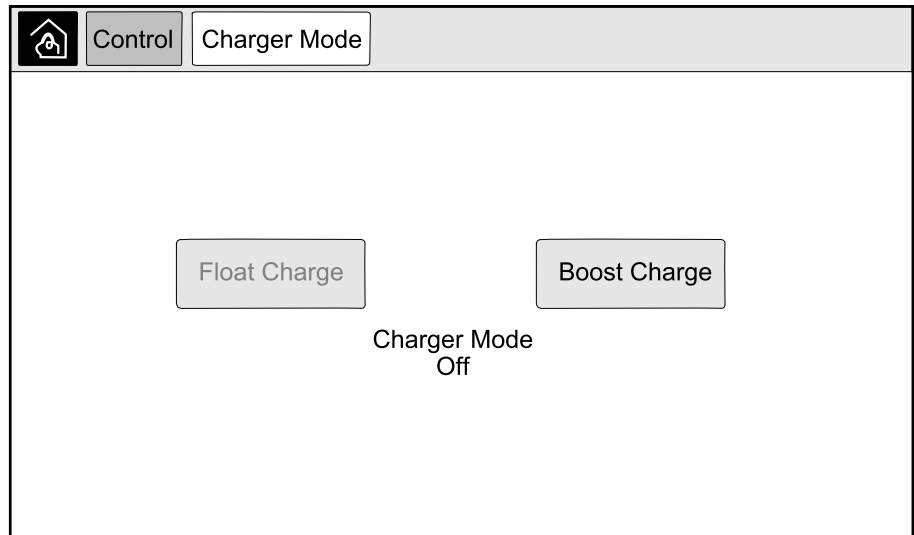 Control
Charger Mode
Float Charge
Boost Charge
Charger Mode
Off